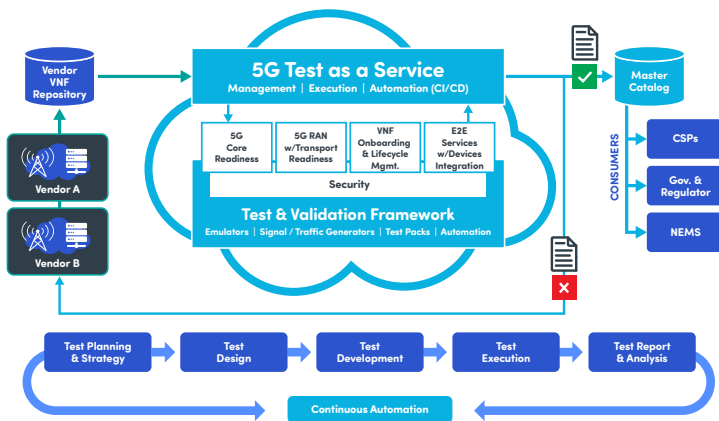 Vendor
VNF
Repository
Vendor A
Vendor B
5G Test as a Service
Management | Execution | Automation (CI/CD)
5G
Core
Readiness
5G RAN
w/Transport
Readiness
VNF
Onboarding
& Lifecycle
Mgmt.
E2E
Services
w/Devices
Integration
Security
Test & Validation Framework
Emulators | Signal / Traffic Generators | Test Packs | Automation
Master
Catalog
CONSUMERS
CSPs
Gov. &
Regulator
NEMS
Test Planning
& Strategy
Test
Design
Test
Development
Test
Execution
Test Report
& Analysis
Continuous Automation